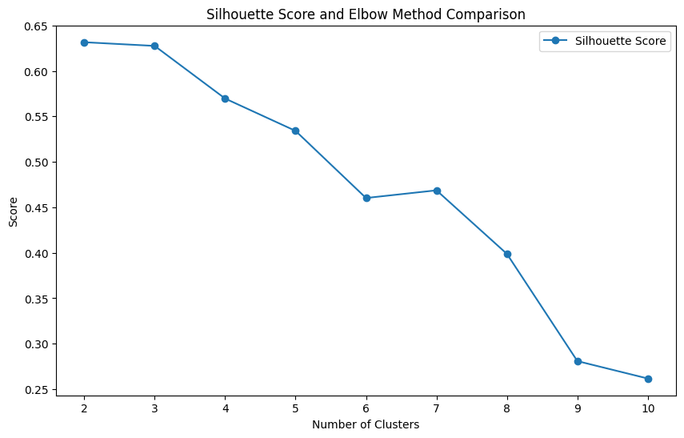 Silhouette Score and Elbow Method Comparison
Silhouette Score
0.65
0.60
0.55
0.50
0.45
0.40
0.35
0.30
0.25
Score
2 3 4 5 6 7 8 9 10
Number of Clusters